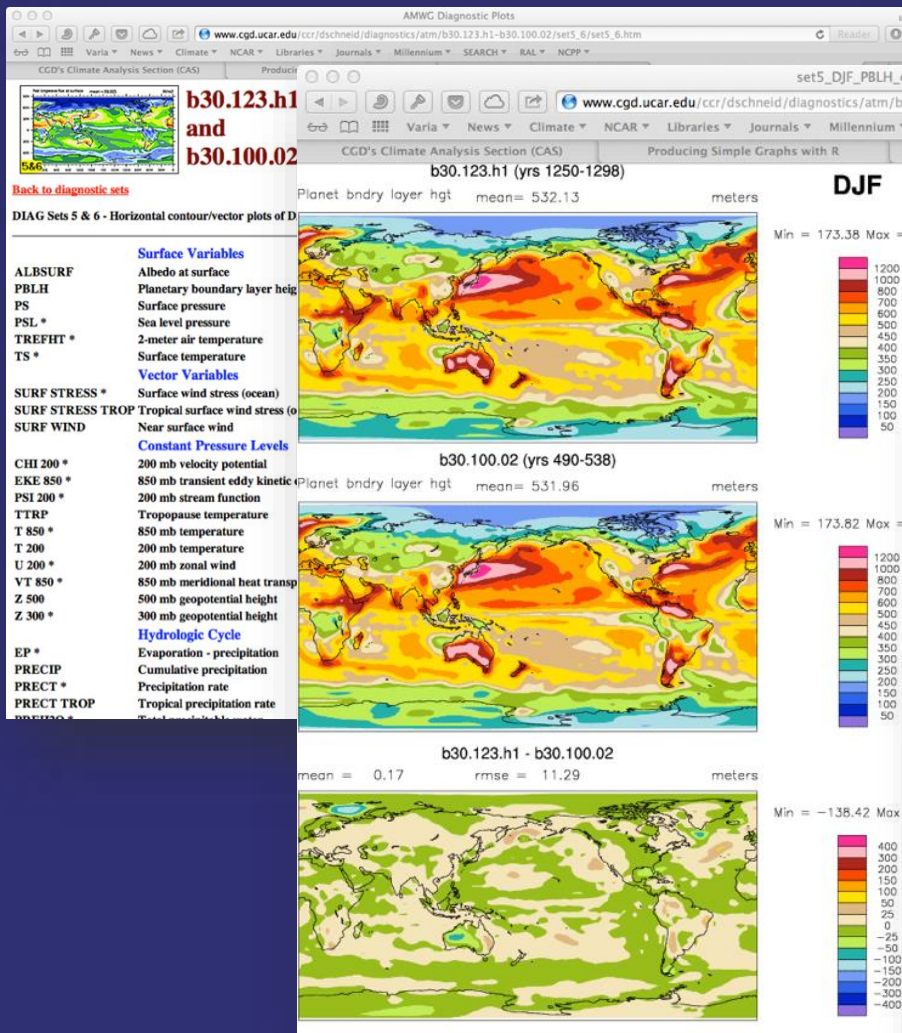 AMWG Diagnostic Plots
www.cgd.ucar.edu/ccr/dschneid/diagnostics/atm/b30.123.h1-b30.100.02/set5_6/set5_6.htm
Reader
Varia News Climate NCAR Libraries Journals Millennium SEARCH RAL NCPP
CGD's Climate Analysis Section (CAS)
b30.123.h1
and
b30.100.02
5&6
Back to diagnostic sets
DIAG Sets 5 & 6 - Horizontal contour/vector plots of D
Surface Variables
ALBSURF Albedo at surface
PBLH Planetary boundary layer heig
PS Surface pressure
PSL * Sea level pressure
TREFHT * 2-meter air temperature
TS * Surface temperature
Vector Variables
SURF STRESS * Surface wind stress (ocean)
SURF STRESS TROP Tropical surface wind stress (o
SURF WIND Near surface wind
Constant Pressure Levels
CHI 200 * 200 mb velocity potential
EKE 850 * 850 mb transient eddy kinetic
PSI 200 * 200 mb stream function
TTRP Tropopause temperature
T 850 * 850 mb temperature
T 200 200 mb temperature
U 200 * 200 mb zonal wind
VT 850 * 850 mb meridional heat transp
Z 500 500 mb geopotential height
Z 300 * 300 mb geopotential height
Hydrologic Cycle
EP * Evaporation - precipitation
PRECIP Cumulative precipitation
PRECT * Precipitation rate
PRECT TROP Tropical precipitation rate
set5_DJF_PBLH_
www.cgd.ucar.edu/ccr/dschneid/diagnostics/atm/b
Varia News Climate NCAR Libraries Journals Millennium
CGD's Climate Analysis Section (CAS) Producing Simple Graphs with R
b30.123.h1 (yrs 1250-1298)
DJF
Planet bndry layer hgt mean= 532.13 meters
Min = 173.38 Max =
1200
1000
800
700
600
500
450
400
350
300
250
200
150
100
50
b30.100.02 (yrs 490-538)
Planet bndry layer hgt mean= 531.96 meters
Min = 173.82 Max =
1200
1000
800
700
600
500
450
400
350
300
250
200
150
100
50
b30.123.h1 - b30.100.02
mean = 0.17 rmse = 11.29 meters
Min = -138.42 Max
400
300
200
150
100
50
25
0
-25
-50
-100
-150
-200
-300
-400